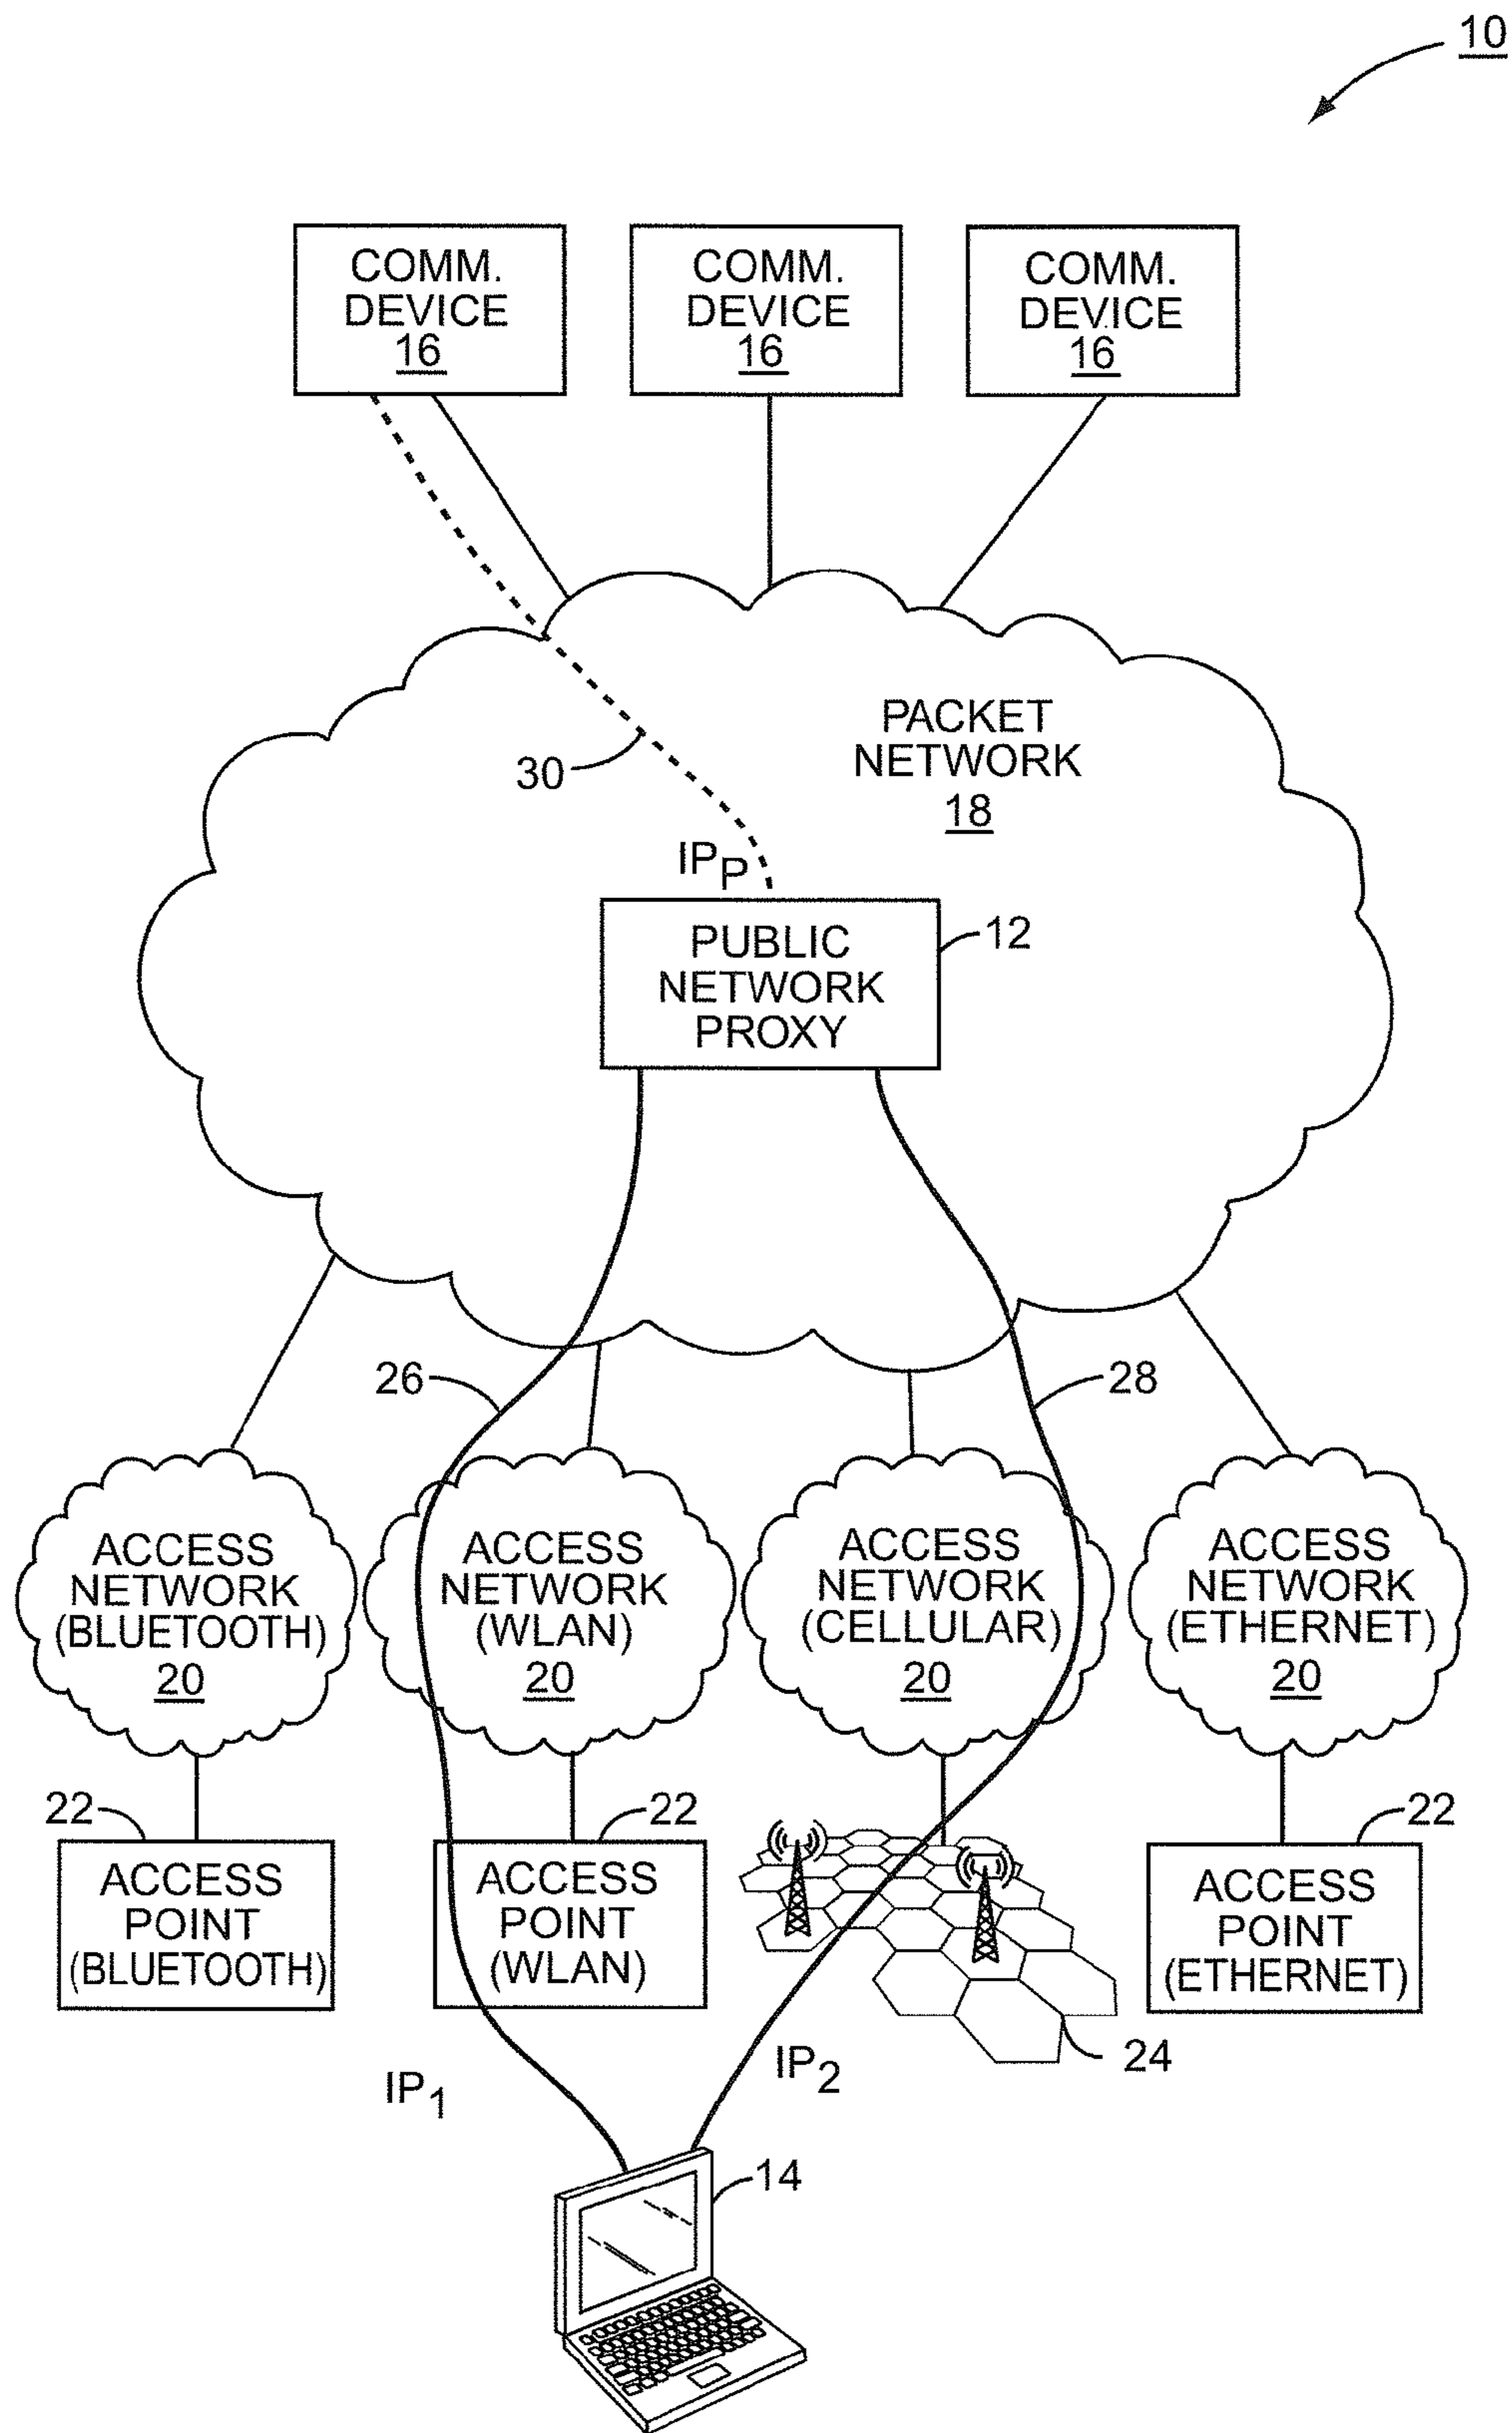 10
COMM.
DEVICE
16
COMM.
DEVICE
16
COMM.
DEVICE
16
PACKET
NETWORK
18
30
IPP
PUBLIC
NETWORK
PROXY
12
26
28
ACCESS
NETWORK
(BLUETOOTH)
20
ACCESS
NETWORK
(WLAN)
20
ACCESS
NETWORK
(CELLULAR)
20
ACCESS
NETWORK
(ETHERNET)
20
22
ACCESS
POINT
(BLUETOOTH)
22
ACCESS
POINT
(WLAN)
22
ACCESS
POINT
(ETHERNET)
24
IP1
IP2
14